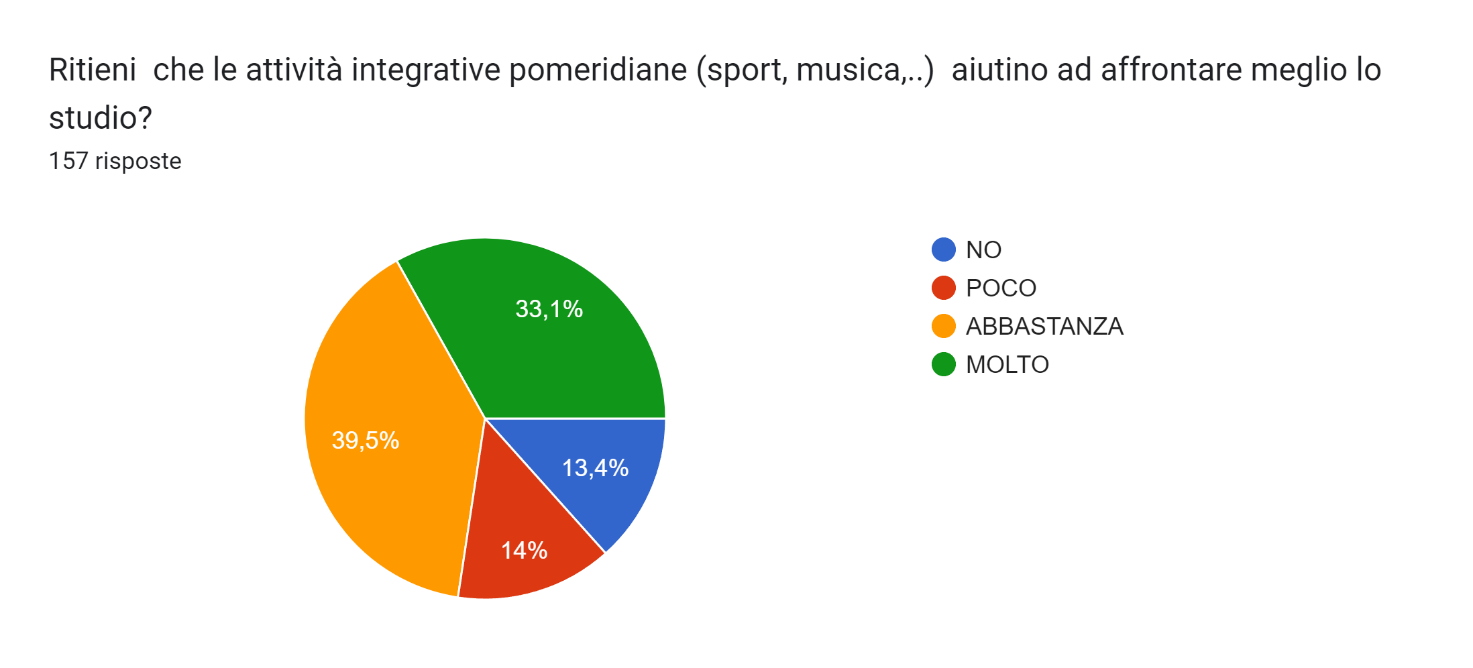 Ritieni  che le attività integrative pomeridiane (sport, musica,..)  aiutino ad affrontare meglio lo
studio?
157 risposte
NO
POCO
ABBASTANZA
MOLTO
33,1%
39,5%
13,4%
14%